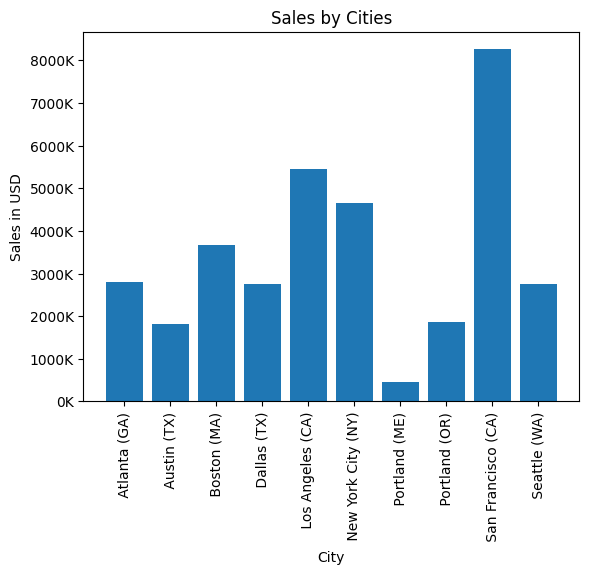 Sales by Cities
Sales in USD
8000K
7000K
6000K
5000K
4000K
3000K
2000K
1000K
0K
Atlanta (GA)
Austin (TX)
Boston (MA)
Dallas (TX)
Los Angeles (CA)
New York City (NY)
Portland (ME)
Portland (OR)
San Francisco (CA)
Seattle (WA)
City